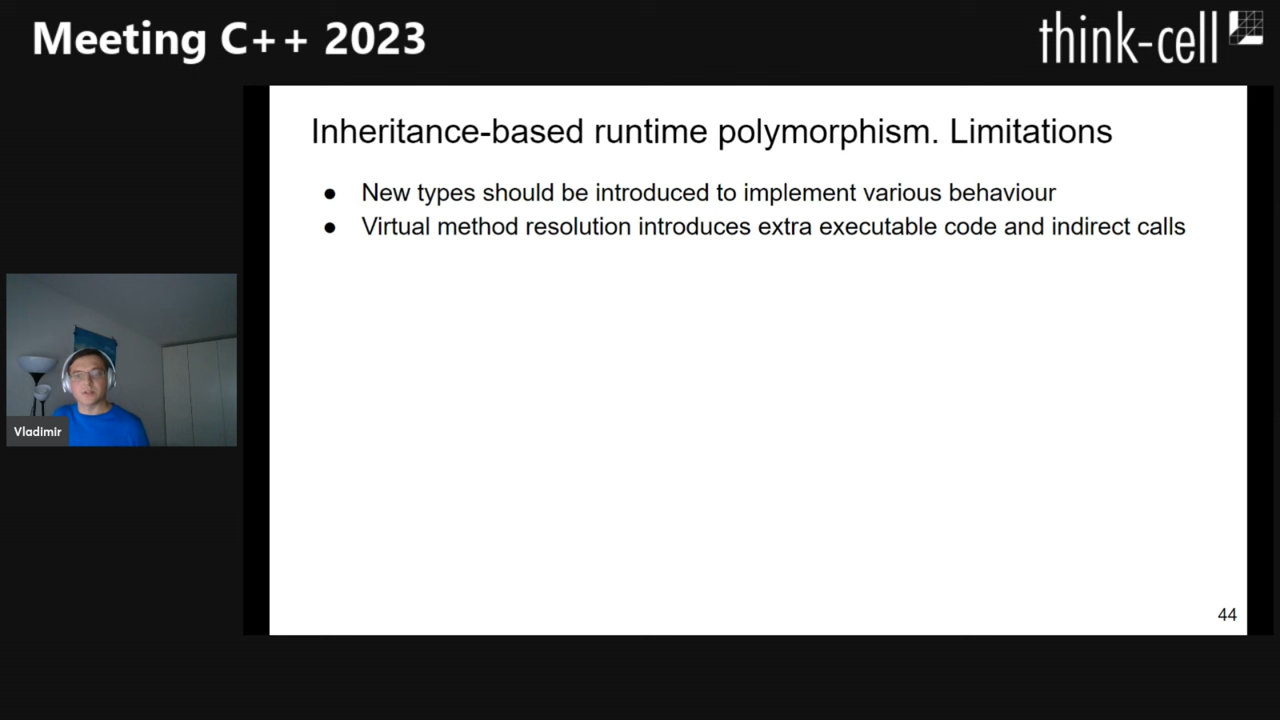 Meeting C++ 2023
think-cell
Inheritance-based runtime polymorphism. Limitations
● New types should be introduced to implement various behaviour
● Virtual method resolution introduces extra executable code and indirect calls
Vladimir
44